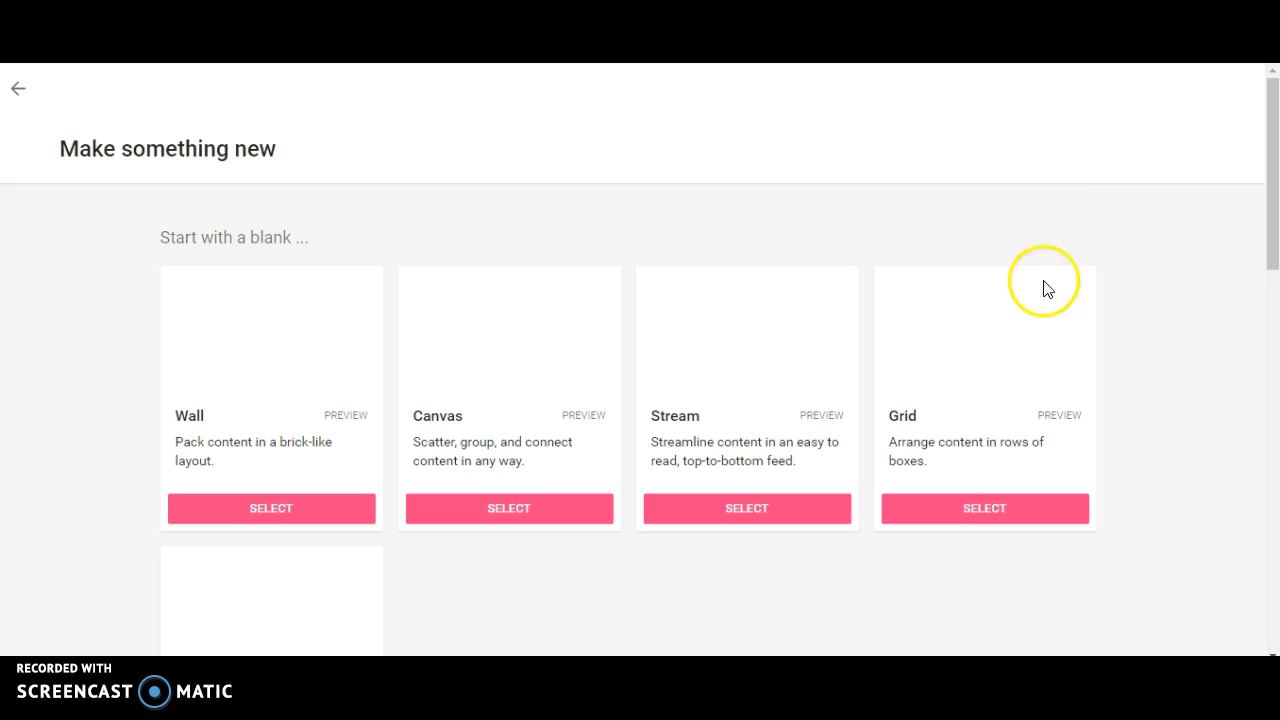 Make something new
Start with a blank ...
Wall PREVIEW
Pack content in a brick-like
layout.
SELECT
Canvas PREVIEW
Scatter, group, and connect
content in any way.
SELECT
Stream PREVIEW
Streamline content in an easy to
read, top-to-bottom feed.
SELECT
Grid PREVIEW
Arrange content in rows of
boxes.
SELECT
RECORDED WITH
SCREENCAST MATIC